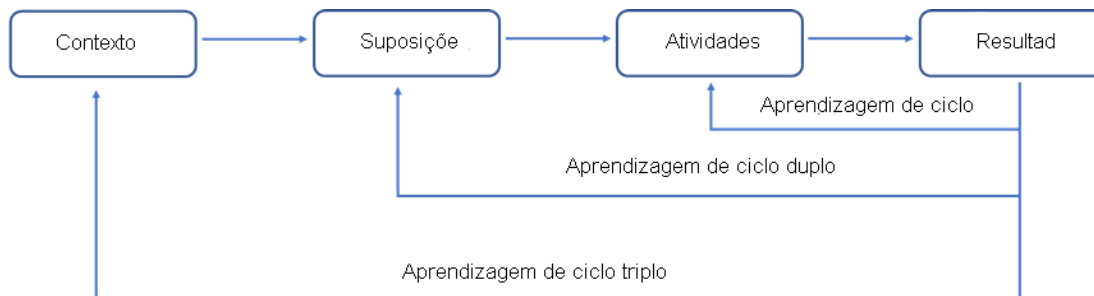 Contexto
Suposiçõe
Atividades
Resultad
Aprendizagem de ciclo
Aprendizagem de ciclo duplo
Aprendizagem de ciclo triplo